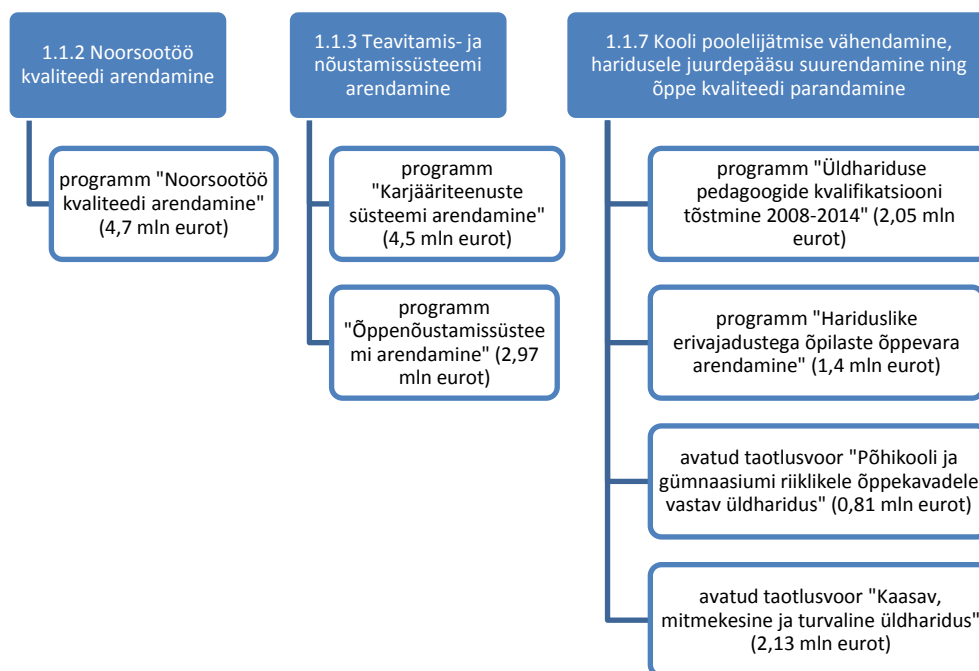 1.1.2 Noorsootöö
kvaliteedi arendamine
programm "Noorsootöö
kvaliteedi arendamine"
(4,7 mln eurot)
1.1.3 Teavitamis- ja
nõustamissüsteemi
arendamine
programm
"Karjääriteenuste
süsteemi arendamine"
(4,5 mln eurot)
programm
"Õppenõustamissüstee
mi arendamine" (2,97
mln eurot)
1.1.7 Kooli poolelijätmise vähendamine,
haridusele juurdepääsu suurendamine ning
õppe kvaliteedi parandamine
programm "Üldhariduse
pedagoogide kvalifikatsiooni
tõstmine 2008-2014" (2,05 mln
eurot)
programm "Hariduslike
erivajadustega õpilaste õppevara
arendamine" (1,4 mln eurot)
avatud taotlusvoor "Põhikooli ja
gümnaasiumi riiklikele õppekavadele
vastav üldharidus" (0,81 mln eurot)
avatud taotlusvoor "Kaasav,
mitmekesine ja turvaline üldharidus"
(2,13 mln eurot)